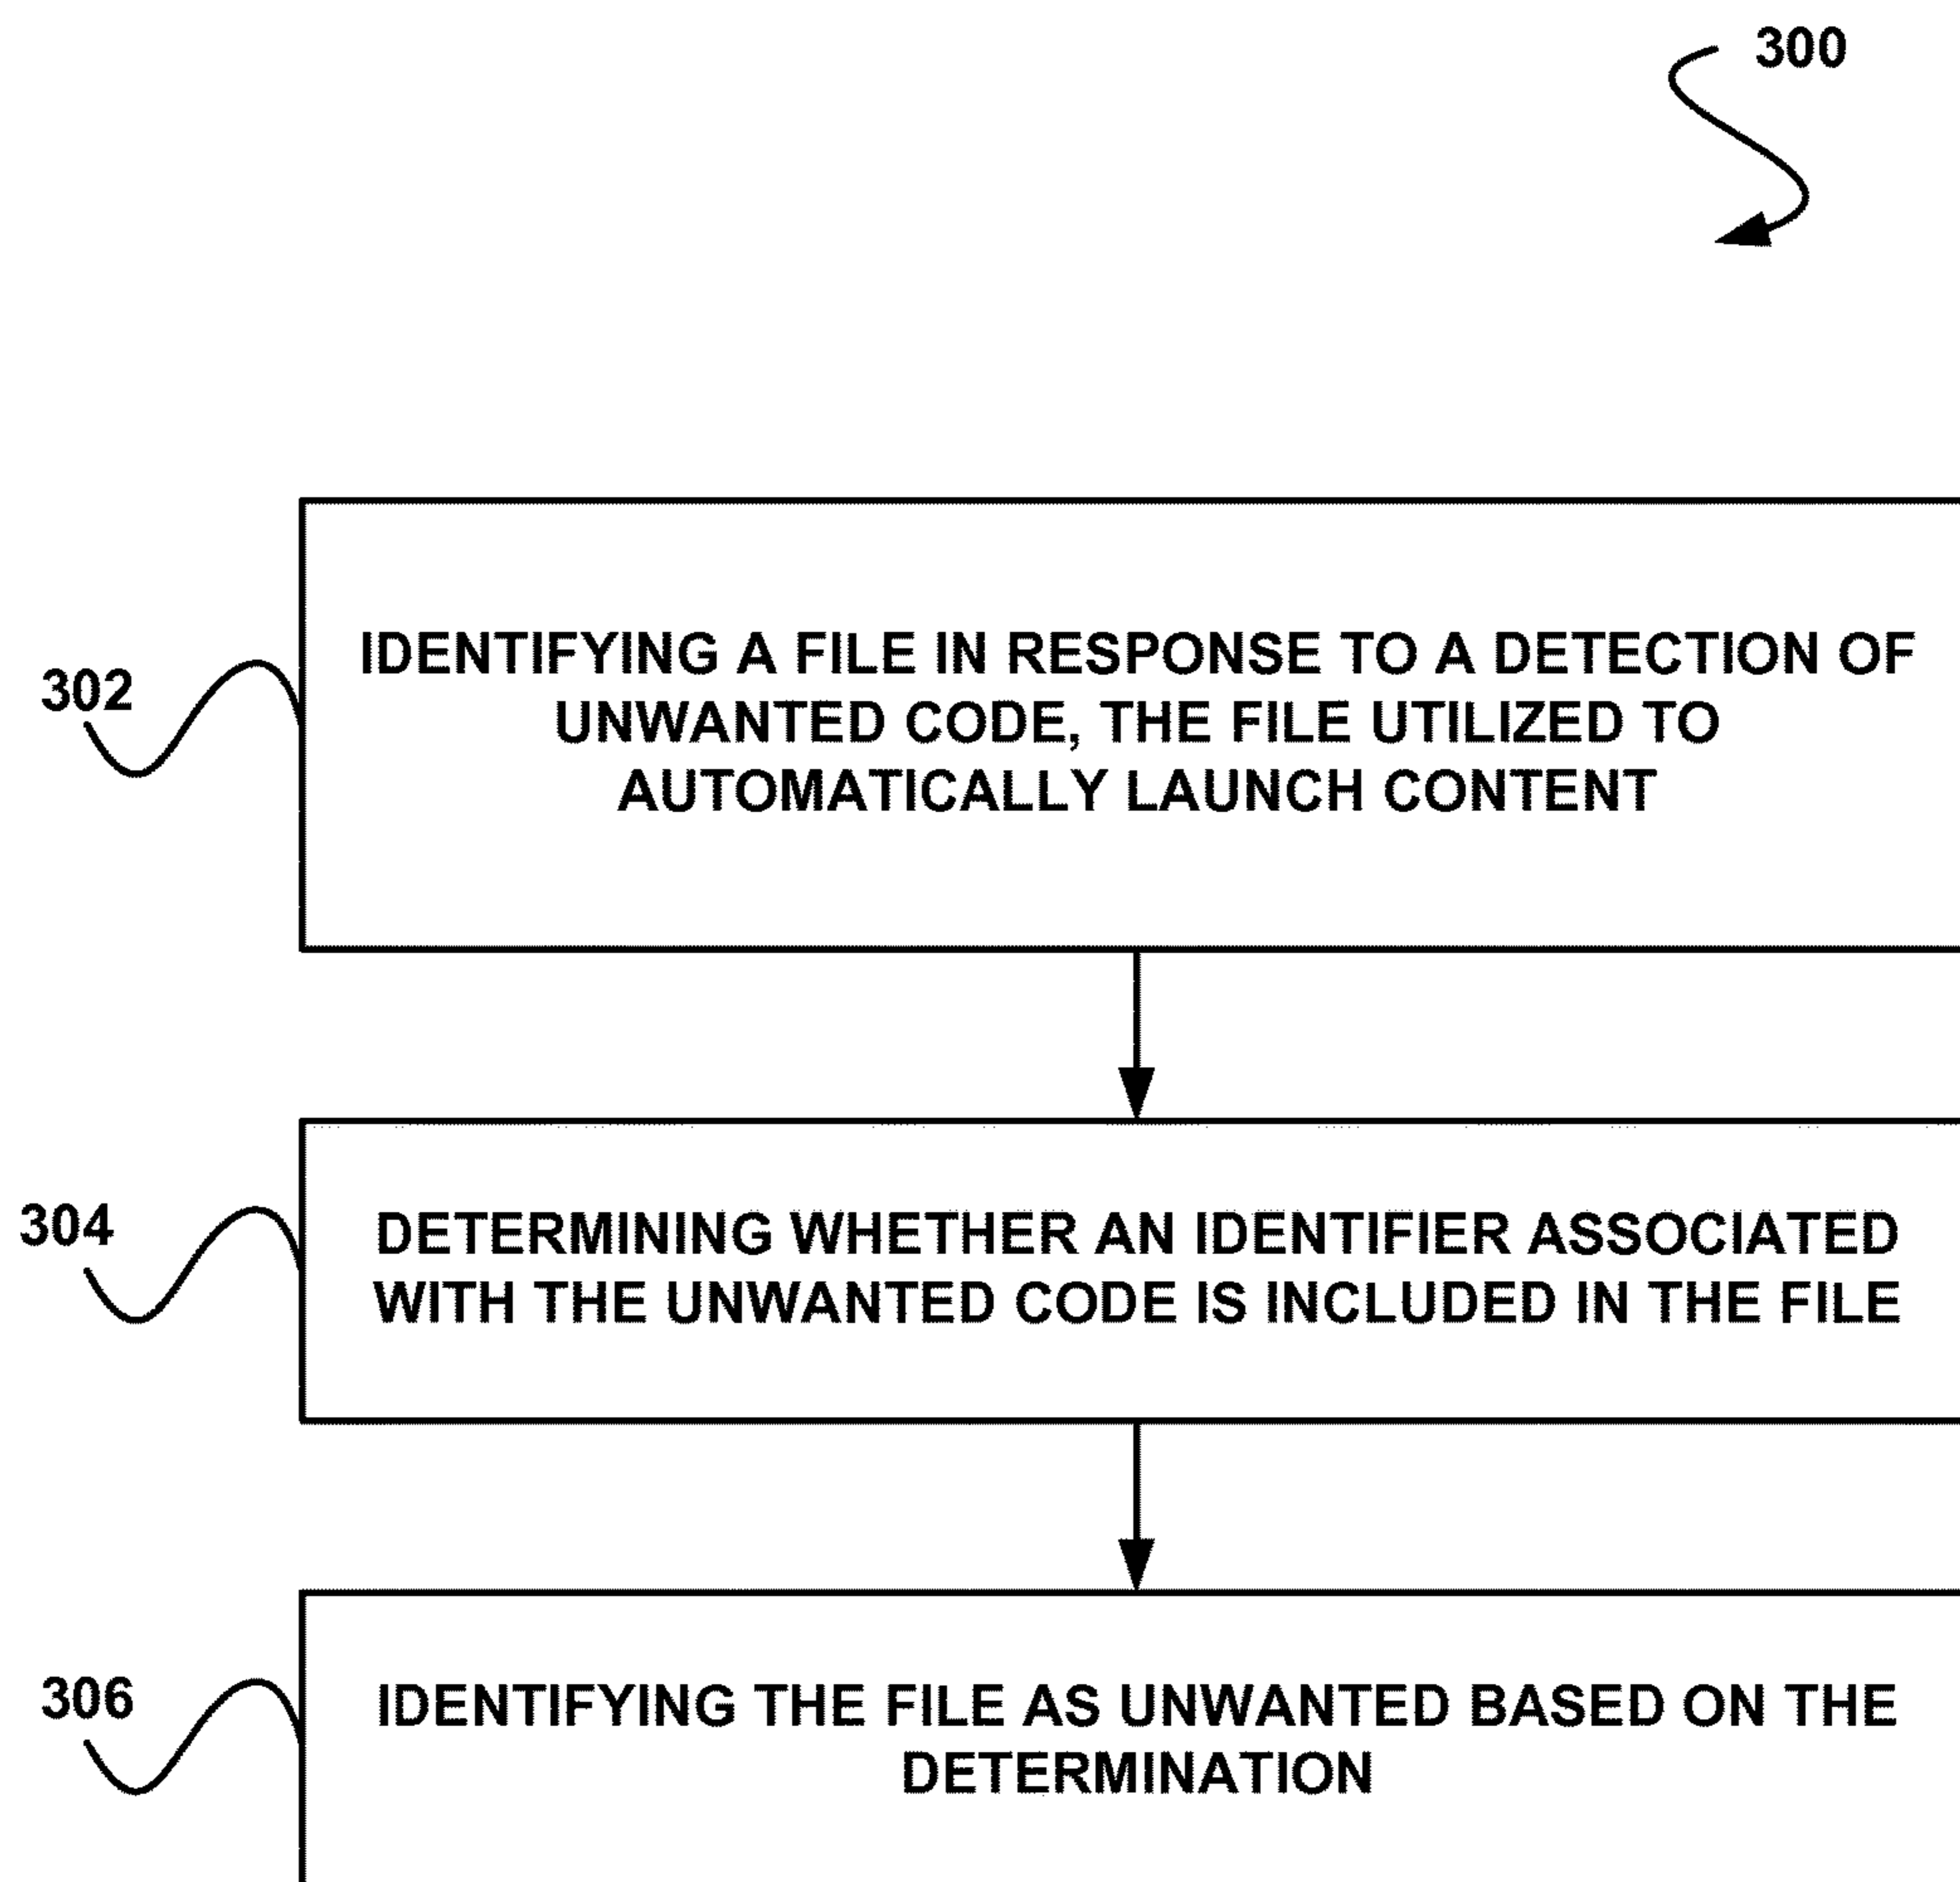 300
302
IDENTIFYING A FILE IN RESPONSE TO A DETECTION OF
UNWANTED CODE, THE FILE UTILIZED TO
AUTOMATICALLY LAUNCH CONTENT
304
DETERMINING WHETHER AN IDENTIFIER ASSOCIATED
WITH THE UNWANTED CODE IS INCLUDED IN THE FILE
306
IDENTIFYING THE FILE AS UNWANTED BASED ON THE
DETERMINATION